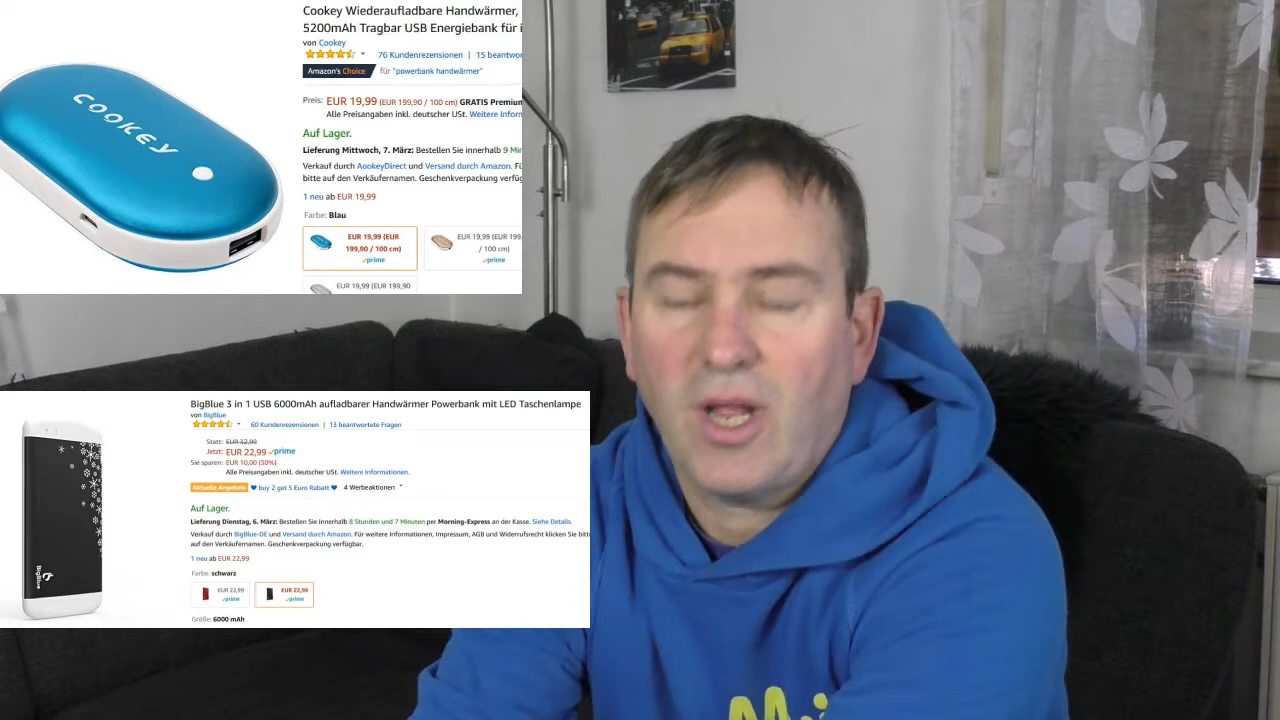 COOKEY
Cookey Wiederaufladbare Handwärmer,
5200mAh Tragbar USB Energiebank für
von Cookey
76 Kundenrezensionen | 15
Amazon's Choice für "powerbank handwärmer"
Preis: EUR 19,99 (EUR 199,90 / 100 cm) GRATIS
Alle Preisangaben inkl. deutscher USt. Weitere
Auf Lager.
Lieferung Mittwoch, 7. März: Bestellen Sie innerhalb 9
Verkauf durch AookeyDirect und Versand durch Amazon.
bitte auf den Verkäufernamen. Geschenkverpackung
1 neu ab EUR 19,99
Farbe: Blau
EUR 19,99 (EUR
199,90 / 100 cm)
prime
EUR 19,99 (EUR 199,
/ 100 cm)
prime
EUR 19,99 (EUR 199,90
BigBlue 3 in 1 USB 6000mAh aufladbarer Handwärmer Powerbank mit LED Taschenlampe
von BigBlue
60 Kundenrezensionen | 13 beantwortete Fragen
Statt: EUR 32,99
Jetzt: EUR 22,99 prime
Sie sparen: EUR 10,00 (30%)
Alle Preisangaben inkl. deutscher USt. Weitere Informationen.
Aktuelle Angebote ♥ buy 2 get 5 Euro Rabatt ♥ 4 Werbeaktionen
Auf Lager.
Lieferung Dienstag, 6. März: Bestellen Sie innerhalb 8 Stunden und 7 Minuten per Morning-Express an der Kasse. Siehe Details.
Verkauf durch BigBlue-DE und Versand durch Amazon. Für weitere Informationen, Impressum, AGB und Widerrufsrecht klicken Sie bitte
auf den Verkäufernamen. Geschenkverpackung verfügbar.
1 neu ab EUR 22,99
Farbe: schwarz
EUR 22,99
prime
EUR 22,99
prime
Größe: 6000 mAh
BigBlue